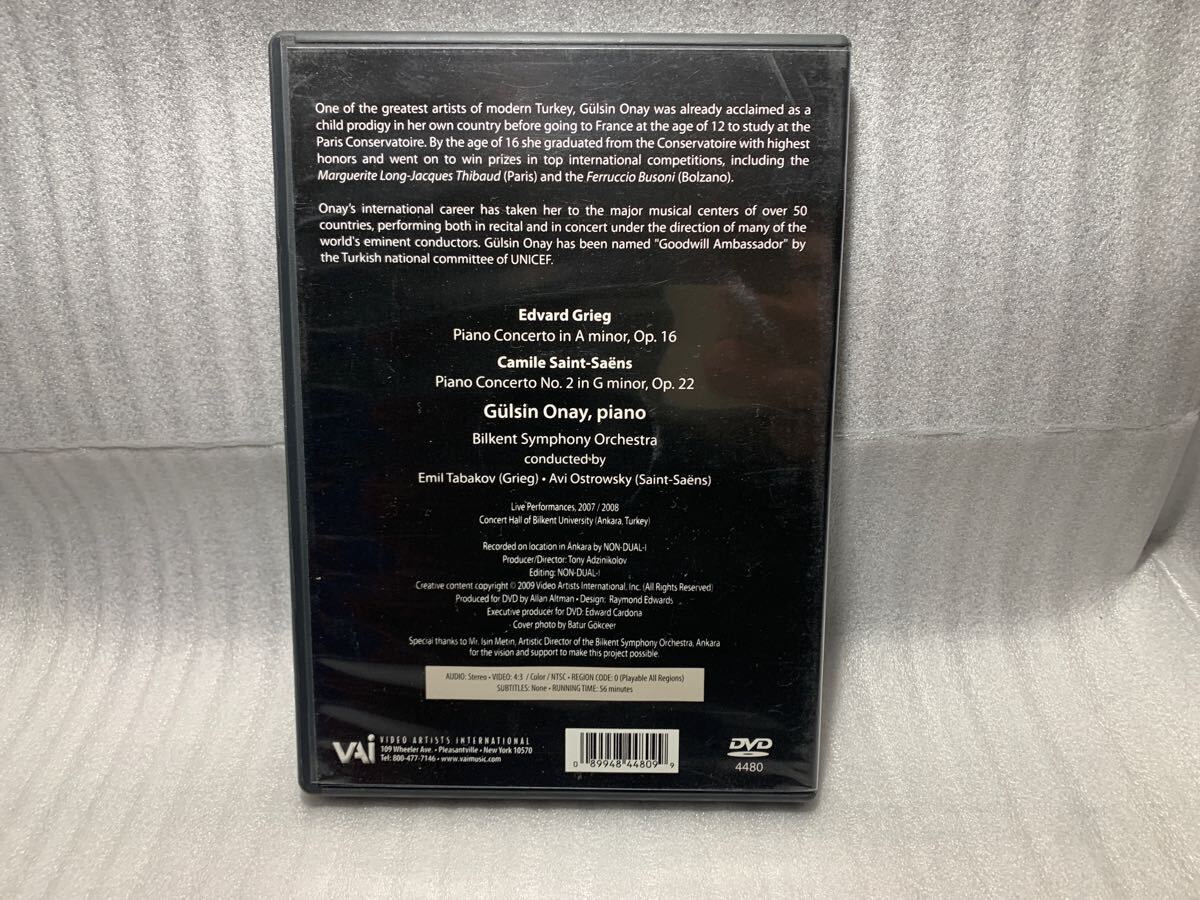 One of the greatest artists of modern Turkey, Gülsin Onay was already acclaimed as a
child prodigy in her own country before going to France at the age of 12 to study at the
Paris Conservatoire. By the age of 16 she graduated from the Conservatoire with highest
honors and went on to win prizes in top international competitions, including the
Marguerite Long-Jacques Thibaud (Paris) and the Ferruccio Busoni (Bolzano).
Onay's international career has taken her to the major musical centers of over 50
countries, performing both in recital and in concert under the direction of many of the
world's eminent conductors. Gülsin Onay has been named "Goodwill Ambassador" by
the Turkish national committee of UNICEF.
Edvard Grieg
Piano Concerto in A minor, Op. 16
Camile Saint-Saëns
Piano Concerto No. 2 in G minor, Op. 22
Gülsin Onay, piano
Bilkent Symphony Orchestra
conducted by
Emil Tabakov (Grieg) • Avi Ostrowsky (Saint-Saëns)
Live Performances, 2007 / 2008
Concert Hall of Bilkent University (Ankara, Turkey)
Recorded on location in Ankara by NON-DUAL-I
Producer/Director: Tony Adzinikolov
Editing: NON-DUAL-I
Creative content copyright © 2009 Video Artists International, Inc. (All Rights Reserved)
Produced for DVD by Allan Altman • Design: Raymond Edwards
Executive producer for DVD: Edward Cardona
Cover photo by Batur Gökceer
Special thanks to Mr. Isin Metin, Artistic Director of the Bilkent Symphony Orchestra, Ankara
for the vision and support to make this project possible.
AUDIO: Stereo • VIDEO: 4:3 / Color / NTSC • REGION CODE: 0 (Playable All Regions)
SUBTITLES: None • RUNNING TIME: 56 minutes
VAI VIDEO ARTISTS INTERNATIONAL
109 Wheeler Ave. • Pleasantville • New York 10570
Tel: 800-477-7146 • www.vaimusic.com
0 89948 44809 9
DVD
4480